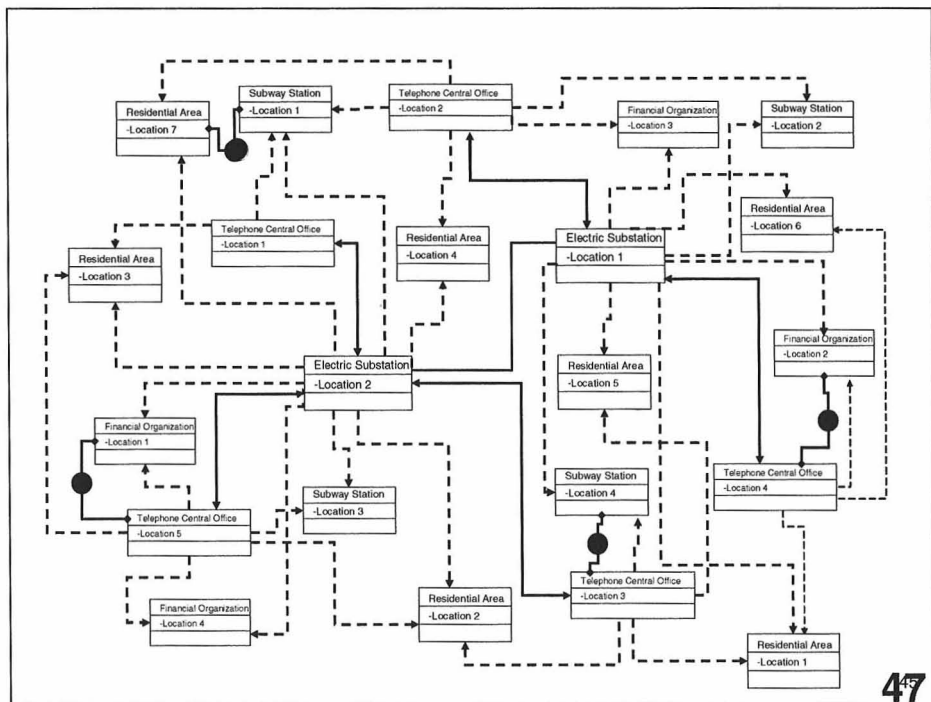 Telephone Central Office
-Location 2
Subway Station
-Location 1
Residential Area
-Location 7
Financial Organization
-Location 3
Subway Station
-Location 2
Residential Area
-Location 6
Telephone Central Office
-Location 1
Residential Area
-Location 4
Electric Substation
-Location 1
Residential Area
-Location 3
Financial Organization
-Location 2
Electric Substation
-Location 2
Residential Area
-Location 5
Financial Organization
-Location 1
Subway Station
-Location 4
Telephone Central Office
-Location 4
Subway Station
-Location 3
Telephone Central Office
-Location 5
Telephone Central Office
-Location 3
Residential Area
-Location 2
Financial Organization
-Location 4
Residential Area
-Location 1
47